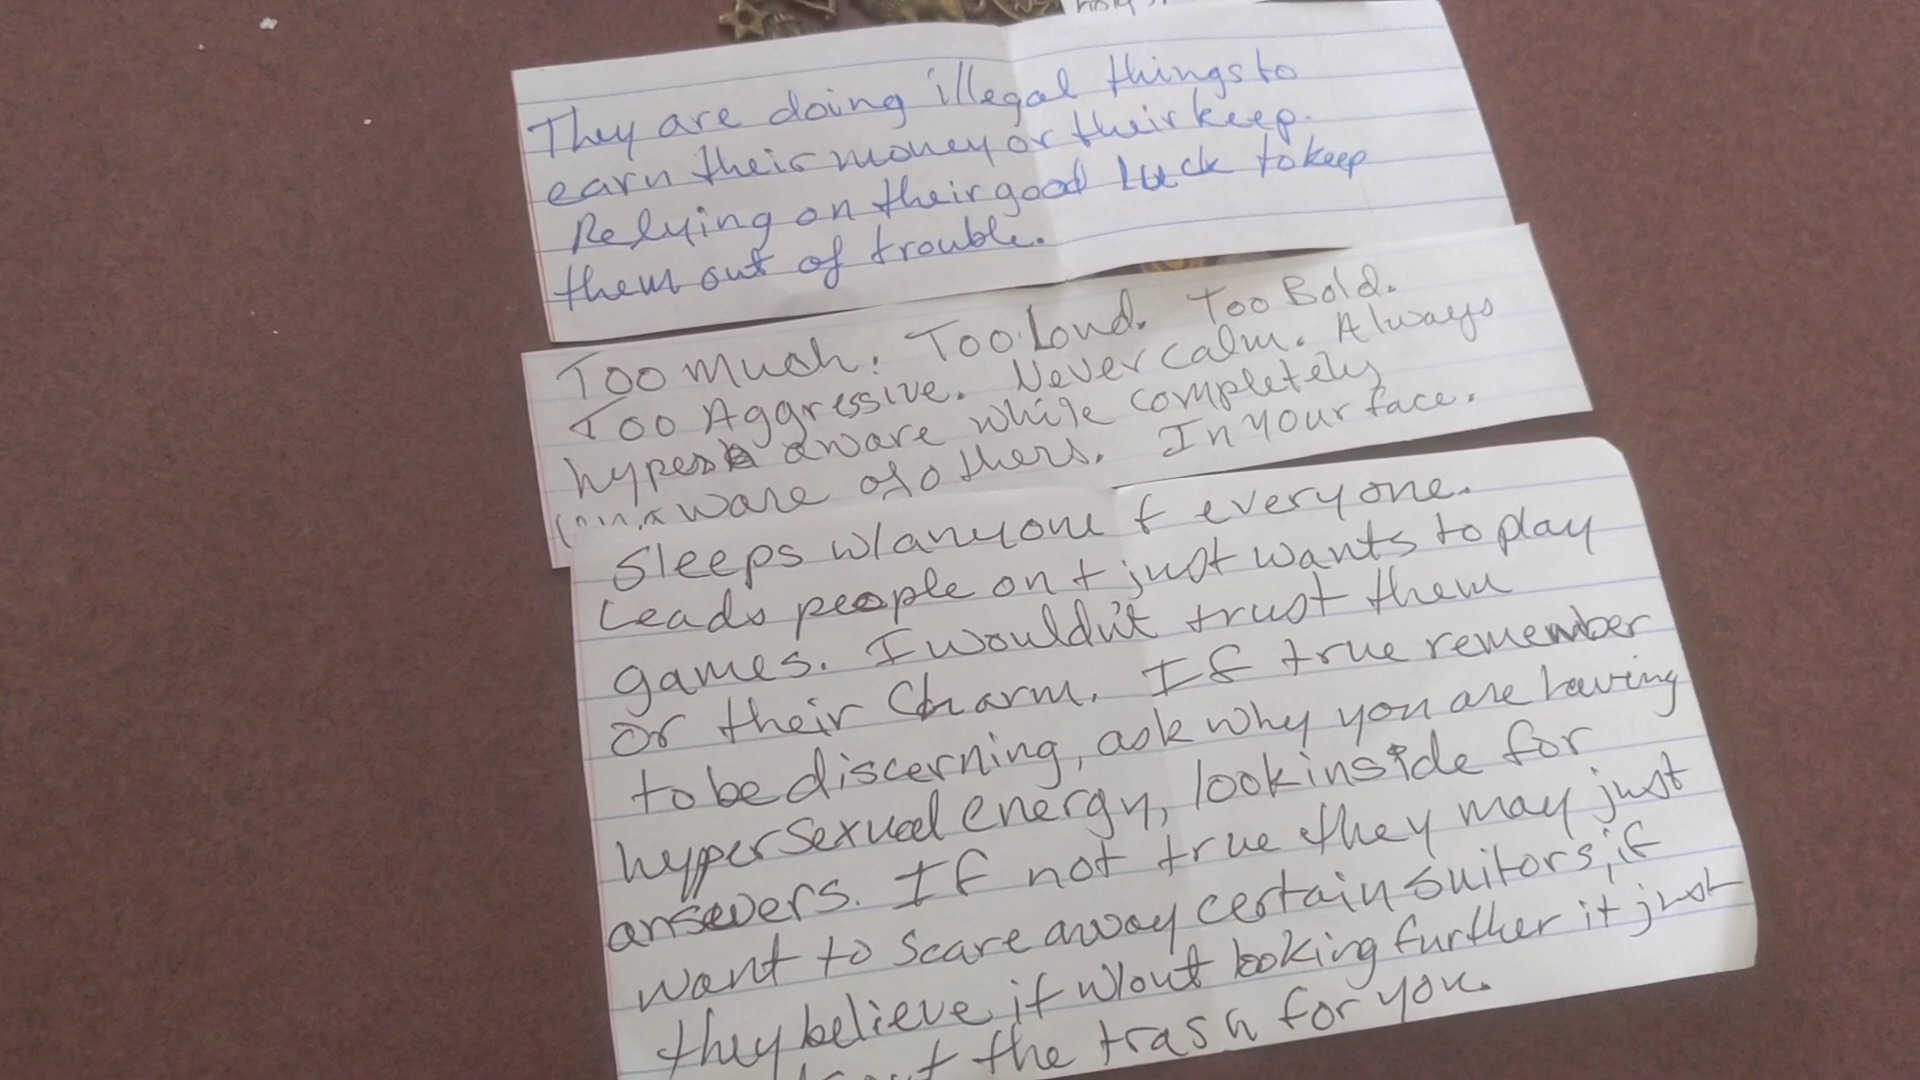 They are doing illegal things to
earn their money or their keep.
Relying on their good luck to keep
them out of trouble.
Too Much. Too Loud. Too Bold.
Too Aggressive. Never calm. Always
hyper aware while completely
unaware of others. In your face.
Sleeps w/anyone & everyone.
Leads people on + just wants to play
games. I wouldn't trust them
or their Charm. If true remember
to be discerning, ask why you are having
hypersexual energy, look inside for
answers. If not true they may just
want to scare away certain suitors, if
they believe it w/out looking further it just
the trash for you.